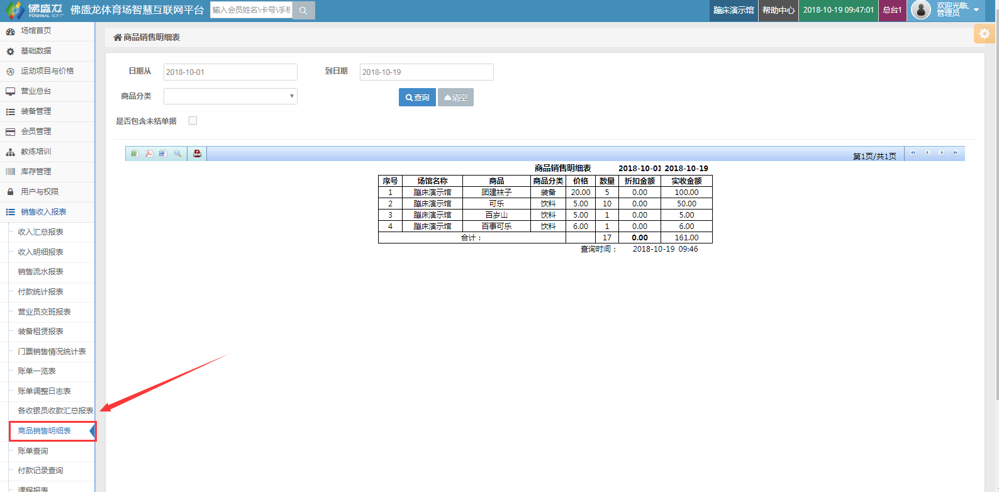 佛盛龙 FOSHNAL SOFT 佛盛龙体育场智慧互联网平台 输入会员姓名\卡号\手机 蹦床演示馆 帮助中心 2018-10-19 09:47:01 总台1 欢迎光临,
管理员
场馆首页
基础数据
运动项目与价格
营业总台
装备管理
会员管理
教练培训
库存管理
用户与权限
销售收入报表
收入汇总报表
收入明细报表
销售流水报表
付款统计报表
营业员交班报表
装备租赁报表
门票销售情况统计表
账单一览表
账单调整日志表
各收银员收款汇总报表
商品销售明细表
账单查询
付款记录查询
课程报表
商品销售明细表
日期从 2018-10-01 到日期 2018-10-19
商品分类 查询 清空
是否包含未结单据
第1页/共1页
商品销售明细表 2018-10-01 2018-10-19
序号 场馆名称 商品 商品分类 价格 数量 折扣金额 实收金额
1 蹦床演示馆 团建袜子 装备 20.00 5 0.00 100.00
2 蹦床演示馆 可乐 饮料 5.00 10 0.00 50.00
3 蹦床演示馆 百岁山 饮料 5.00 1 0.00 5.00
4 蹦床演示馆 百事可乐 饮料 6.00 1 0.00 6.00
合计： 17 0.00 161.00
查询时间： 2018-10-19 09:46